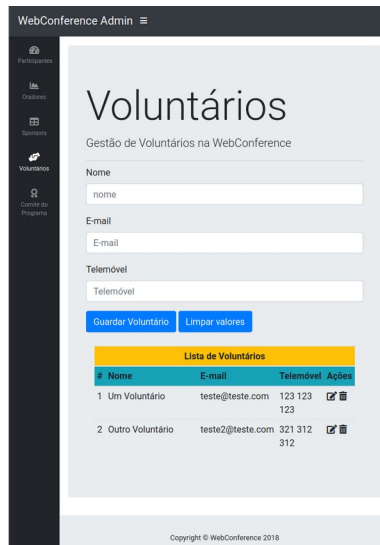 WebConference Admin
Participantes
Oradores
Sponsors
Voluntários
Comité do
Programa
Voluntários
Gestão de Voluntários na WebConference
Nome
nome
E-mail
E-mail
Telemóvel
Telemóvel
Guardar Voluntário Limpar valores
Lista de Voluntários
# Nome E-mail Telemóvel Ações
1 Um Voluntário teste@teste.com 123 123
123
2 Outro Voluntário teste2@teste.com 321 312
312
Copyright © WebConference 2018